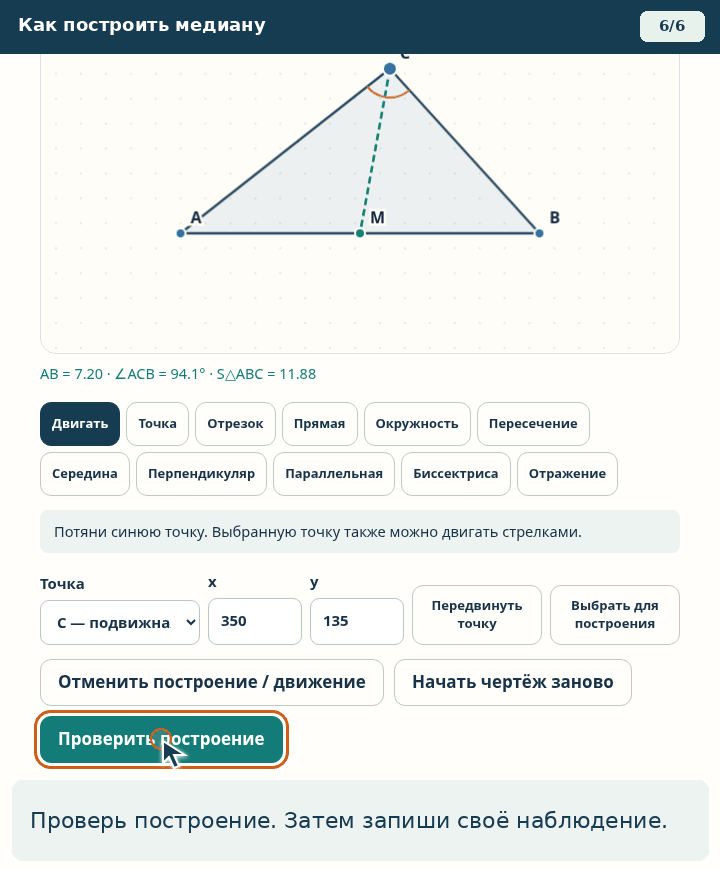 Как построить медиану
6/6
C
A
M
B
AB = 7.20 · ∠ACB = 94.1° · S△ABC = 11.88
Двигать Точка Отрезок Прямая Окружность Пересечение
Середина Перпендикуляр Параллельная Биссектриса Отражение
Потяни синюю точку. Выбранную точку также можно двигать стрелками.
Точка x y
C — подвижна 350 135
Передвинуть точку
Выбрать для построения
Отменить построение / движение Начать чертёж заново
Проверить построение
Проверь построение. Затем запиши своё наблюдение.